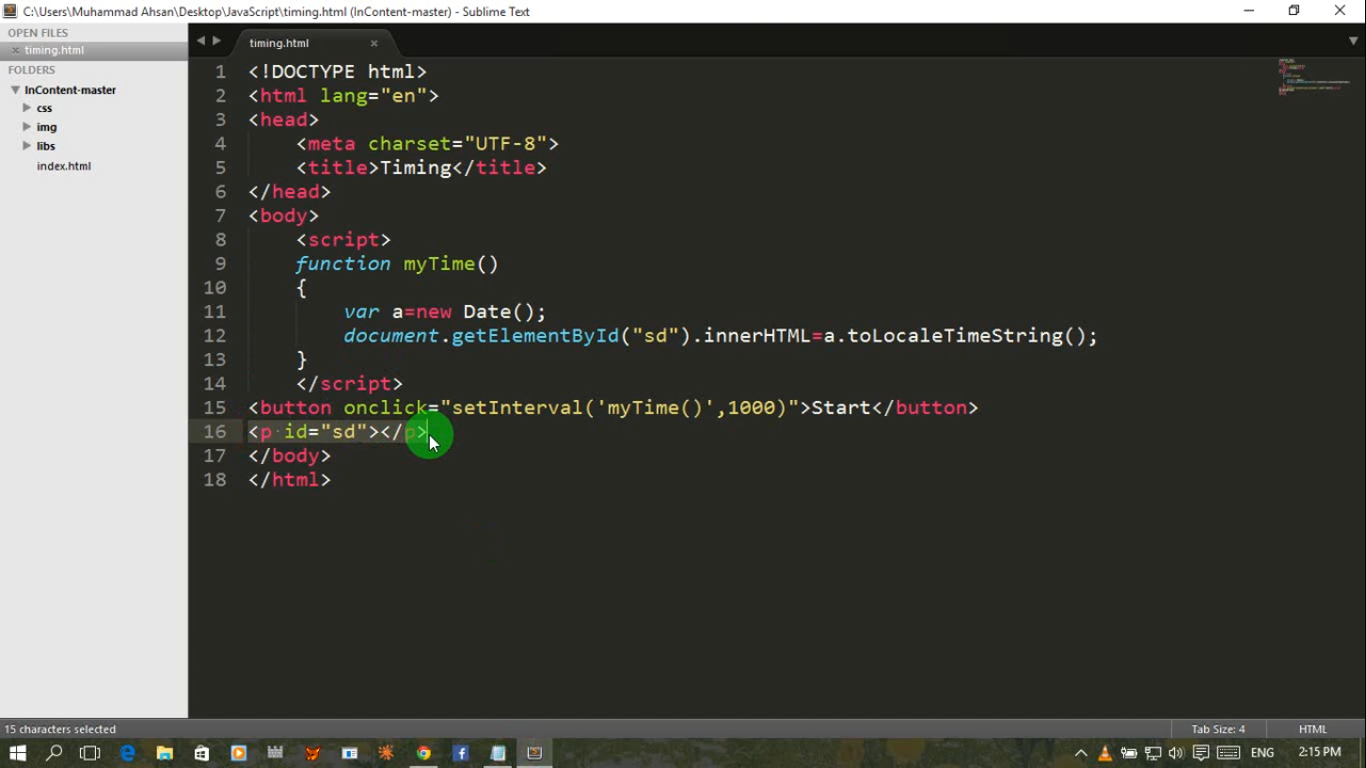 C:\Users\Muhammad Ahsan\Desktop\JavaScript\timing.html (InContent-master) - Sublime Text
OPEN FILES
× timing.html
FOLDERS
InContent-master
css
img
libs
index.html
timing.html ×
1 <!DOCTYPE html>
2 <html lang="en">
3 <head>
4     <meta charset="UTF-8">
5     <title>Timing</title>
6 </head>
7 <body>
8     <script>
9     function myTime()
10     {
11         var a=new Date();
12         document.getElementById("sd").innerHTML=a.toLocaleTimeString();
13     }
14     </script>
15 <button onclick="setInterval('myTime()',1000)">Start</button>
16 <p id="sd"></p>
17 </body>
18 </html>
15 characters selected
Tab Size: 4
HTML
ENG
2:15 PM